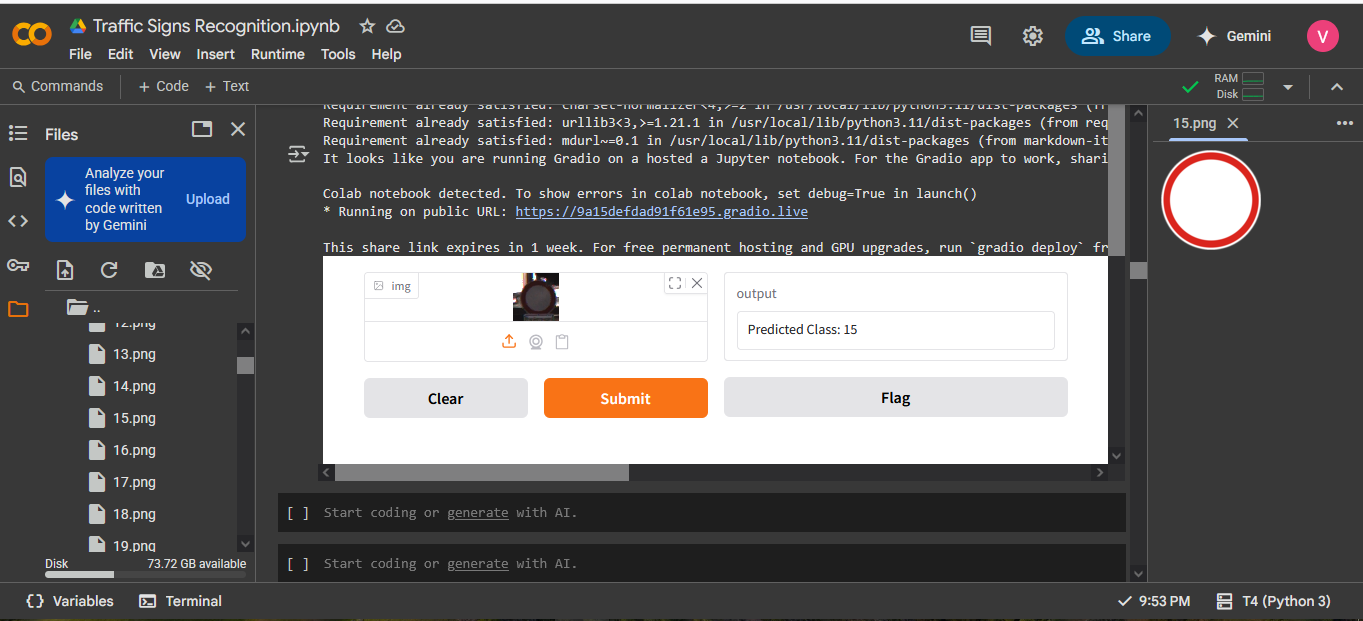 Traffic Signs Recognition.ipynb
File Edit View Insert Runtime Tools Help
Share
Gemini
V
Commands + Code + Text
RAM
Disk
Files
Analyze your
files with
code written
by Gemini
Upload
..
12.png
13.png
14.png
15.png
16.png
17.png
18.png
19.png
Disk 73.72 GB available
Requirement already satisfied: charset-normalizer<4,>=2 in /usr/local/lib/python3.11/dist-packages (fr
Requirement already satisfied: urllib3<3,>=1.21.1 in /usr/local/lib/python3.11/dist-packages (from req
Requirement already satisfied: mdurl~=0.1 in /usr/local/lib/python3.11/dist-packages (from markdown-it
It looks like you are running Gradio on a hosted a Jupyter notebook. For the Gradio app to work, shari
Colab notebook detected. To show errors in colab notebook, set debug=True in launch()
* Running on public URL: https://9a15defdad91f61e95.gradio.live
This share link expires in 1 week. For free permanent hosting and GPU upgrades, run `gradio deploy` fr
img
Clear
Submit
output
Predicted Class: 15
Flag
[ ] Start coding or generate with AI.
[ ] Start coding or generate with AI.
15.png
Variables Terminal
9:53 PM T4 (Python 3)